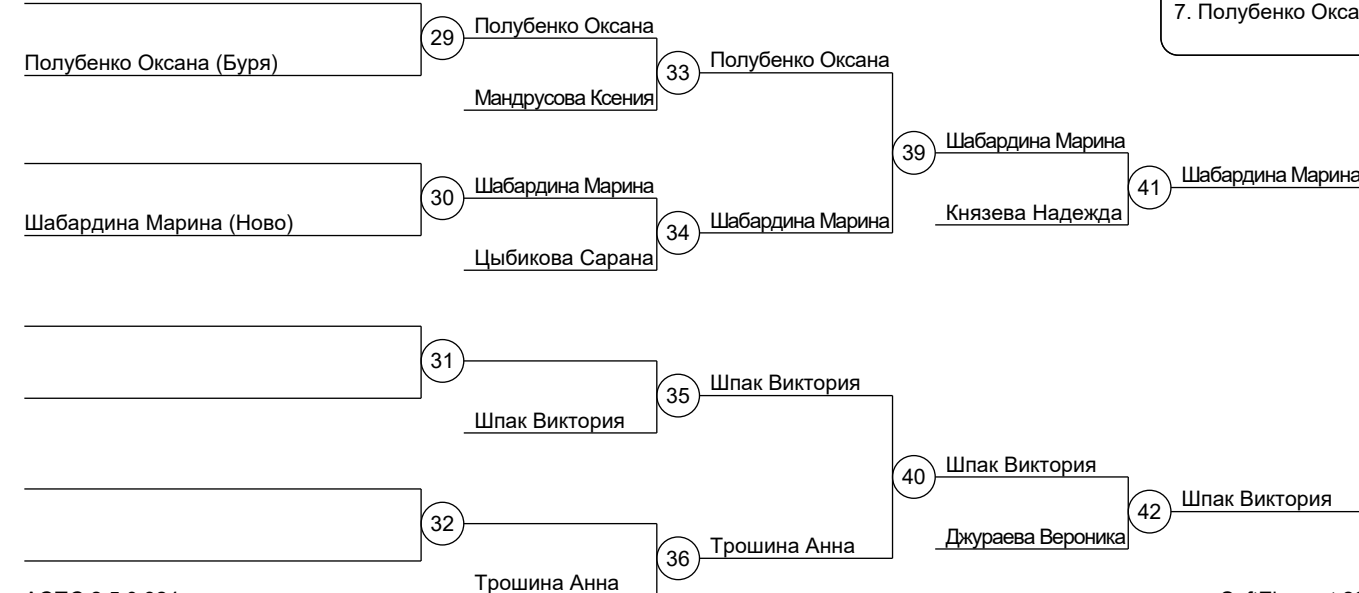 7. Полубенко Окса
29
Полубенко Оксана
Полубенко Оксана (Буря)
33
Полубенко Оксана
Мандрусова Ксения
39
Шабардина Марина
41
Шабардина Марина
30
Шабардина Марина
Князева Надежда
Шабардина Марина (Ново)
34
Шабардина Марина
Цыбикова Сарана
31
35
Шпак Виктория
Шпак Виктория
40
Шпак Виктория
42
Шпак Виктория
32
Джураева Вероника
36
Трошина Анна
Трошина Анна